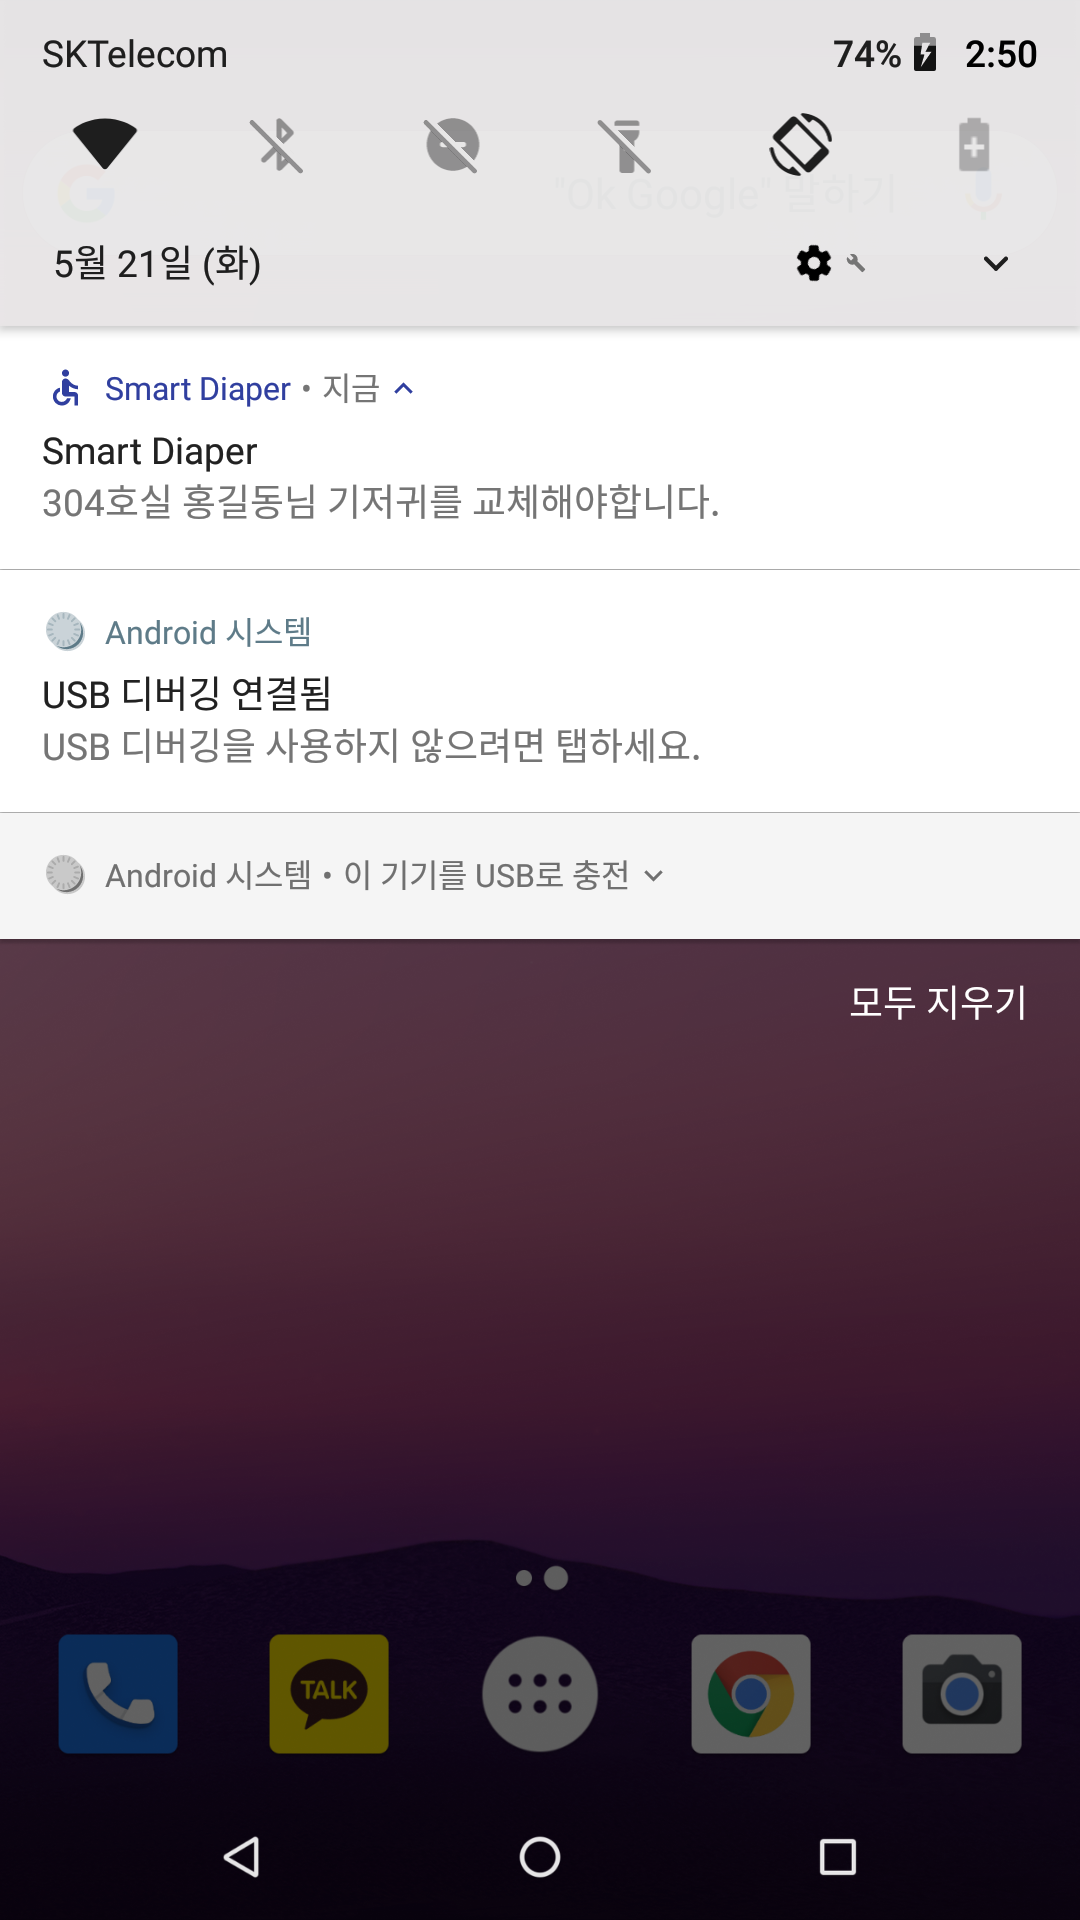 SKTelecom 74% 2:50
"Ok Google" 말하기
5월 21일 (화)
Smart Diaper • 지금
Smart Diaper
304호실 홍길동님 기저귀를 교체해야합니다.
Android 시스템
USB 디버깅 연결됨
USB 디버깅을 사용하지 않으려면 탭하세요.
Android 시스템 • 이 기기를 USB로 충전
모두 지우기
TALK